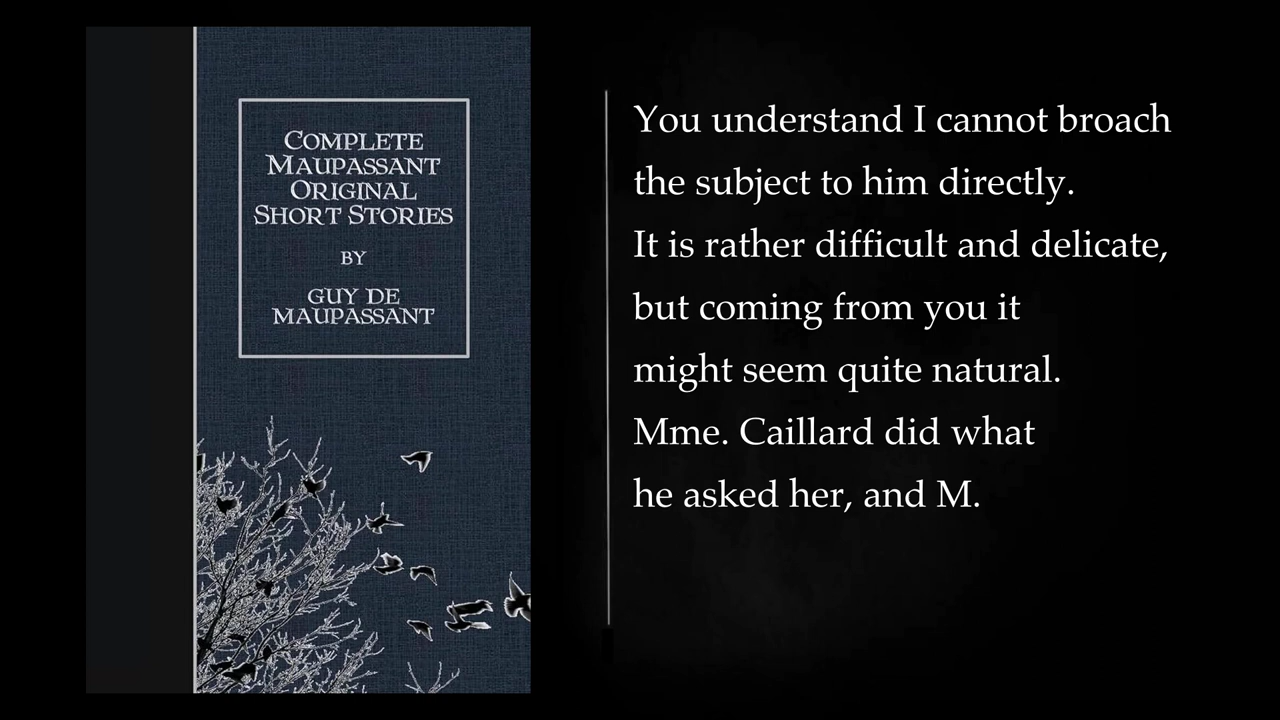 COMPLETE
MAUPASSANT
ORIGINAL
SHORT STORIES
BY
GUY DE
MAUPASSANT
You understand I cannot broach
the subject to him directly.
It is rather difficult and delicate,
but coming from you it
might seem quite natural.
Mme. Caillard did what
he asked her, and M.